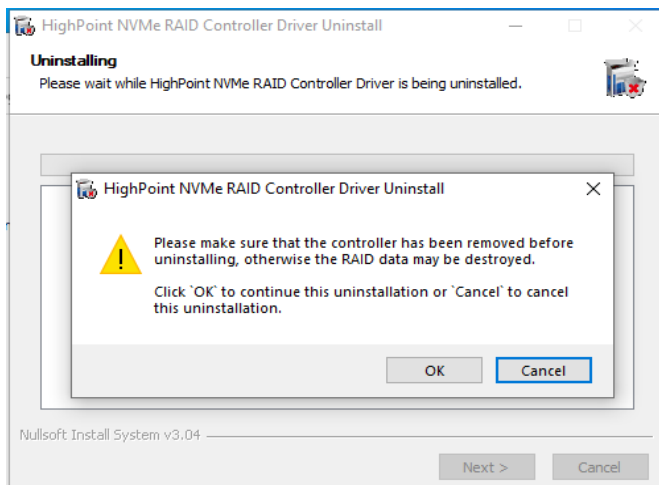 HighPoint NVMe RAID Controller Driver Uninstall
Uninstalling
Please wait while HighPoint NVMe RAID Controller Driver is being uninstalled.
HighPoint NVMe RAID Controller Driver Uninstall
Please make sure that the controller has been removed before
uninstalling, otherwise the RAID data may be destroyed.
Click `OK` to continue this uninstallation or `Cancel` to cancel
this uninstallation.
OK
Cancel
Nullsoft Install System v3.04
Next >
Cancel